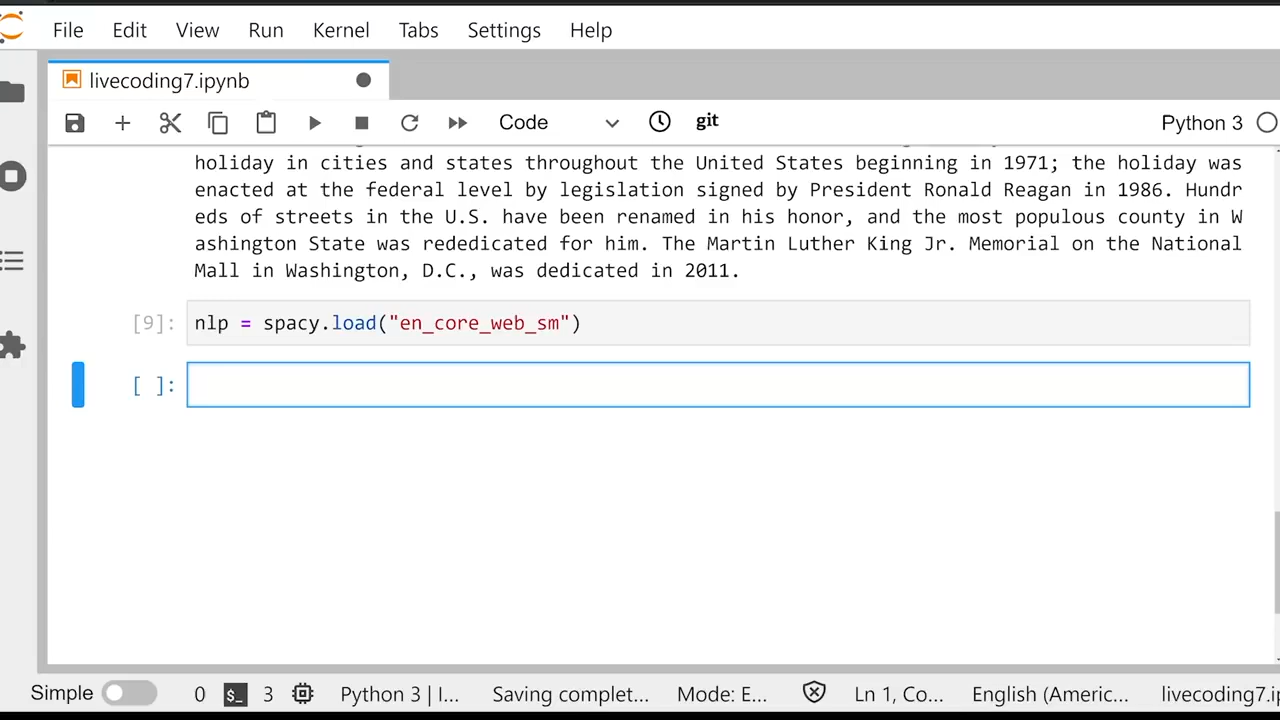 File Edit View Run Kernel Tabs Settings Help
livecoding7.ipynb
Code git Python 3
holiday in cities and states throughout the United States beginning in 1971; the holiday was
enacted at the federal level by legislation signed by President Ronald Reagan in 1986. Hundr
eds of streets in the U.S. have been renamed in his honor, and the most populous county in W
ashington State was rededicated for him. The Martin Luther King Jr. Memorial on the National
Mall in Washington, D.C., was dedicated in 2011.
[9]: nlp = spacy.load("en_core_web_sm")
[ ]:
Simple 0 $_ 3 Python 3 | I... Saving complet... Mode: E... Ln 1, Co... English (Americ... livecoding7.ip